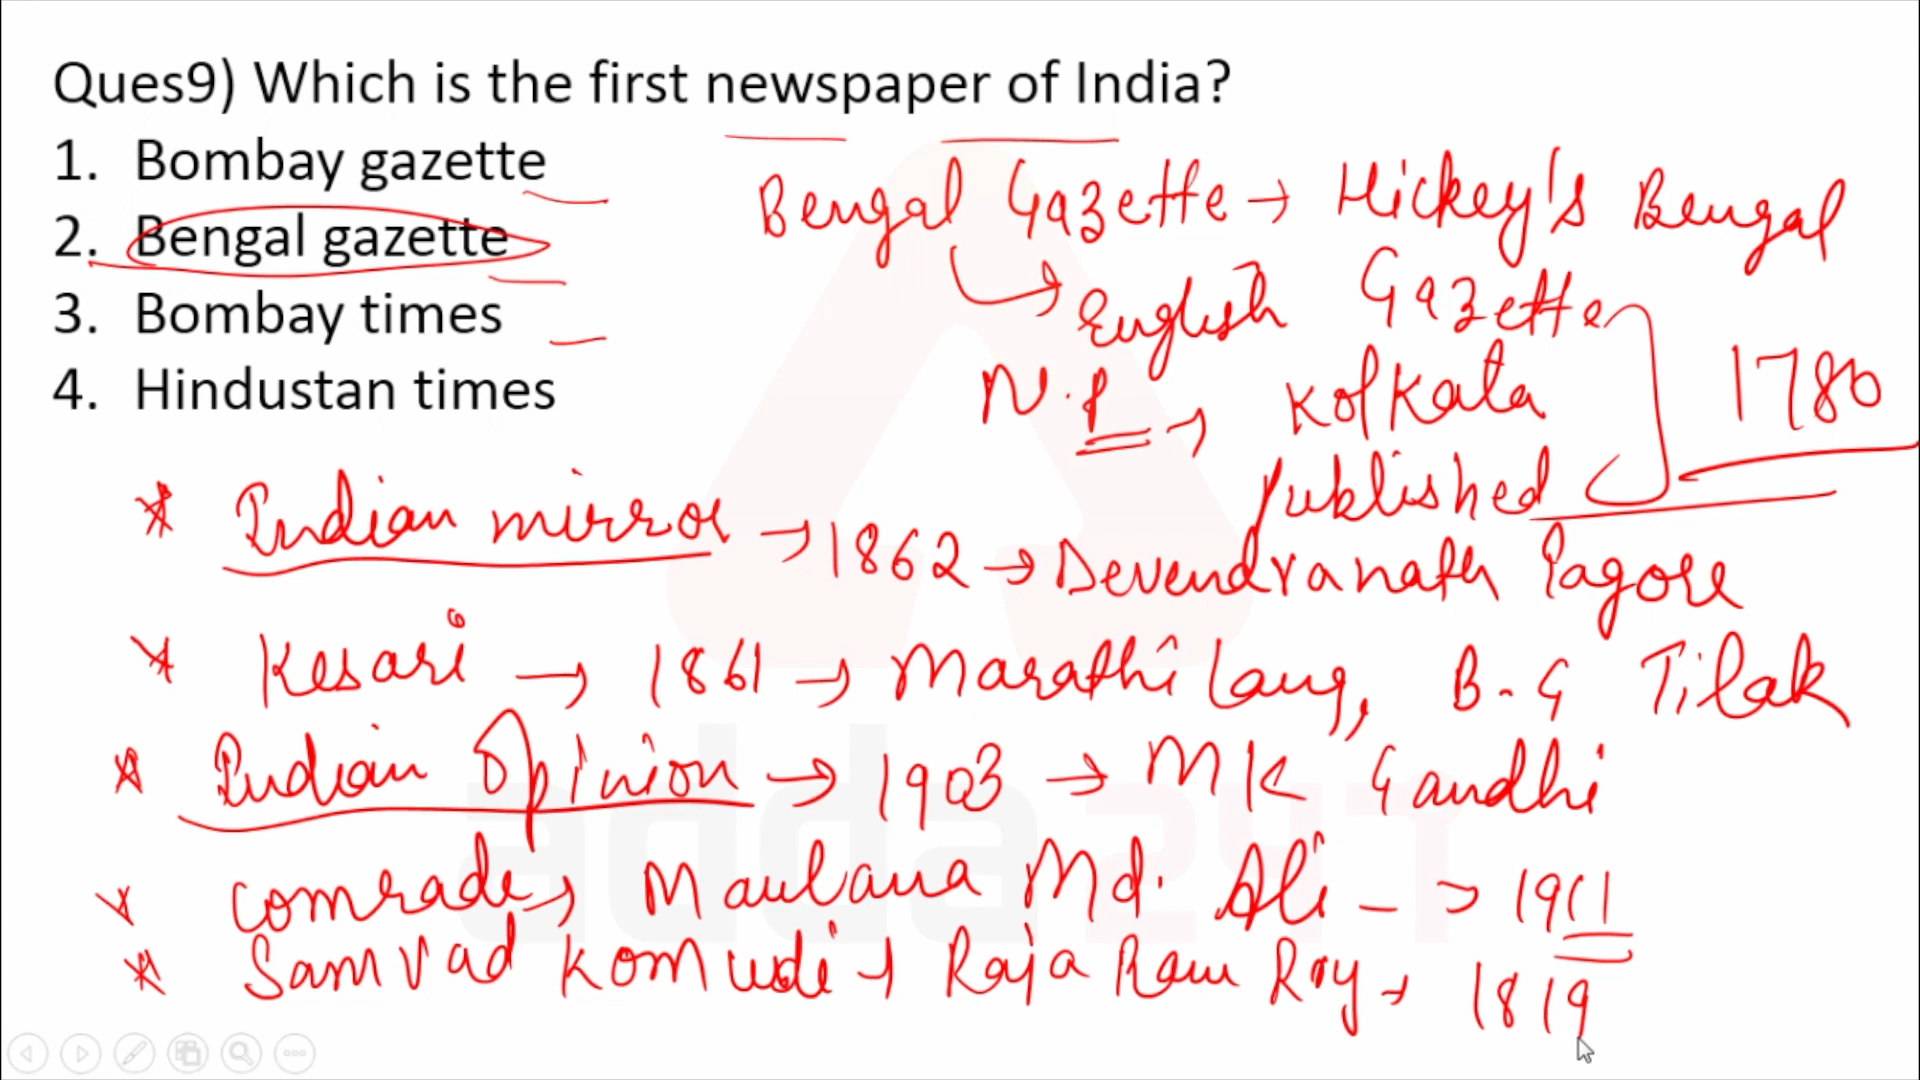 Ques9) Which is the first newspaper of India?
1. Bombay gazette
2. Bengal gazette
3. Bombay times
4. Hindustan times
Bengal Gazette → Hickey's Bengal
Gazette
English
N.P → Kolkata
published
1780
* Indian mirror → 1862 → Devendranath Tagore
* Kesari → 1861 → Marathi lang, B.G Tilak
* Indian Opinion → 1903 → MK Gandhi
comrade → Maulana Md. Ali → 1911
* Samvad Komudi → Raja Ram Roy → 1819
adda247